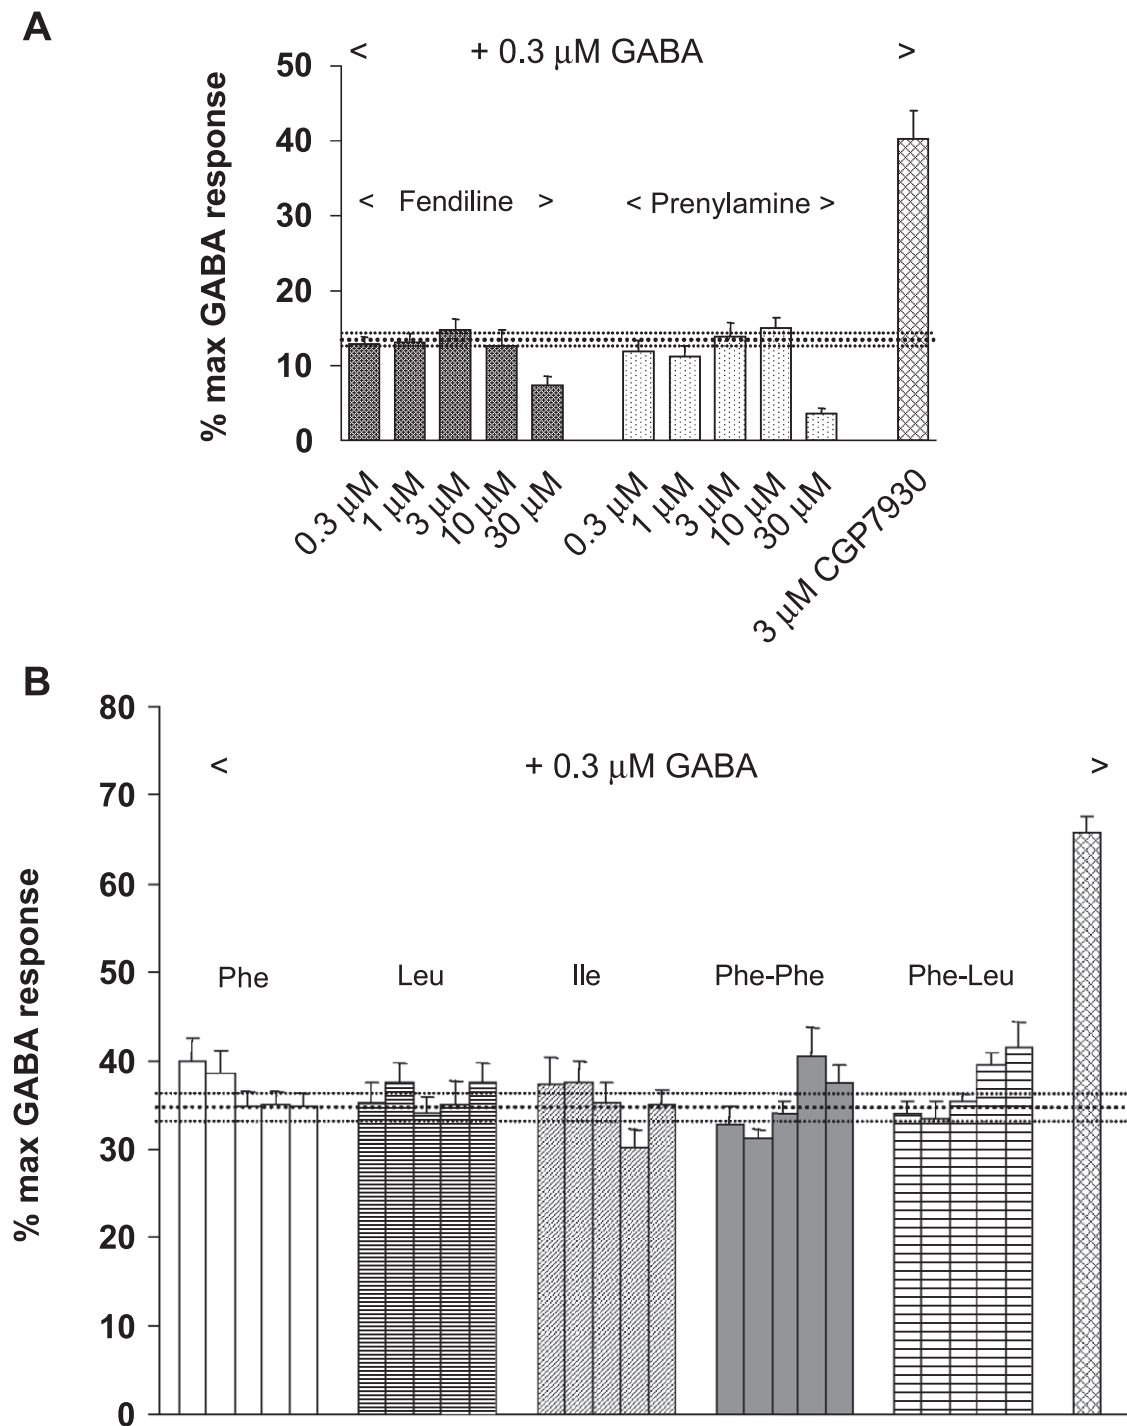 A
< + 0.3 μM GABA >
50
40
30
20
10
0
% max GABA response
< Fendiline >
< Prenylamine >
0.3 μM
1 μM
3 μM
10 μM
30 μM
0.3 μM
1 μM
3 μM
10 μM
30 μM
3 μM CGP7930
B
80
70
60
50
40
30
20
10
0
% max GABA response
< + 0.3 μM GABA >
Phe
Leu
Ile
Phe-Phe
Phe-Leu